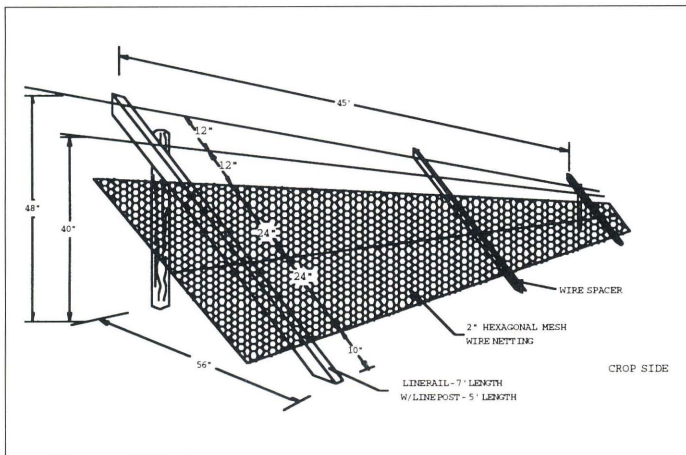 45'
12"
12"
48"
40"
24"
24"
WIRE SPACER
2" HEXAGONAL MESH
WIRE NETTING
10"
56"
CROP SIDE
LINERAIL-7' LENGTH
W/LINEPOST-5' LENGTH